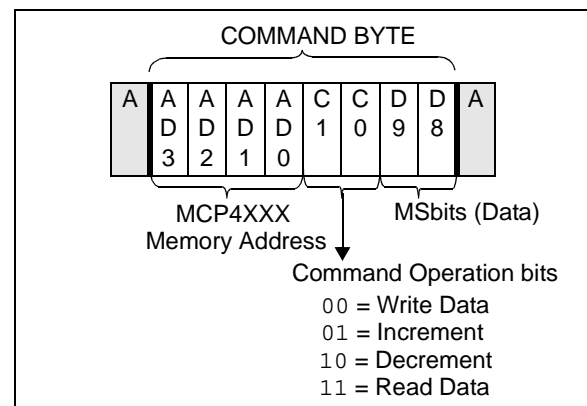 COMMAND BYTE
A A A A A C C D D A
D D D D 1 0 9 8
3 2 1 0
MCP4XXX MSbits (Data)
Memory Address
Command Operation bits
00 = Write Data
01 = Increment
10 = Decrement
11 = Read Data